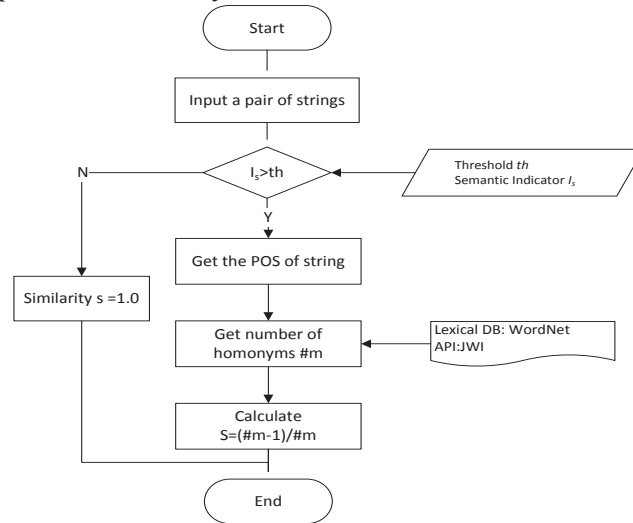 Start
Input a pair of strings
N
Iₛ>th
Threshold th
Semantic Indicator Iₛ
Y
Get the POS of string
Similarity s =1.0
Get number of
homonyms #m
Lexical DB: WordNet
API:JWI
Calculate
S=(#m-1)/#m
End